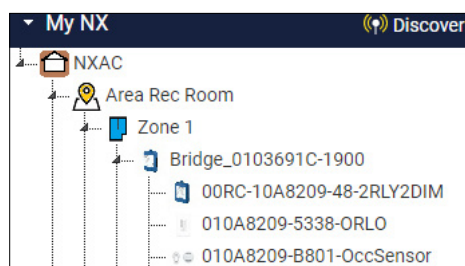 My NX
Discover
NXAC
Area Rec Room
Zone 1
Bridge_0103691C-1900
00RC-10A8209-48-2RLY2DIM
010A8209-5338-ORLO
010A8209-B801-OccSensor